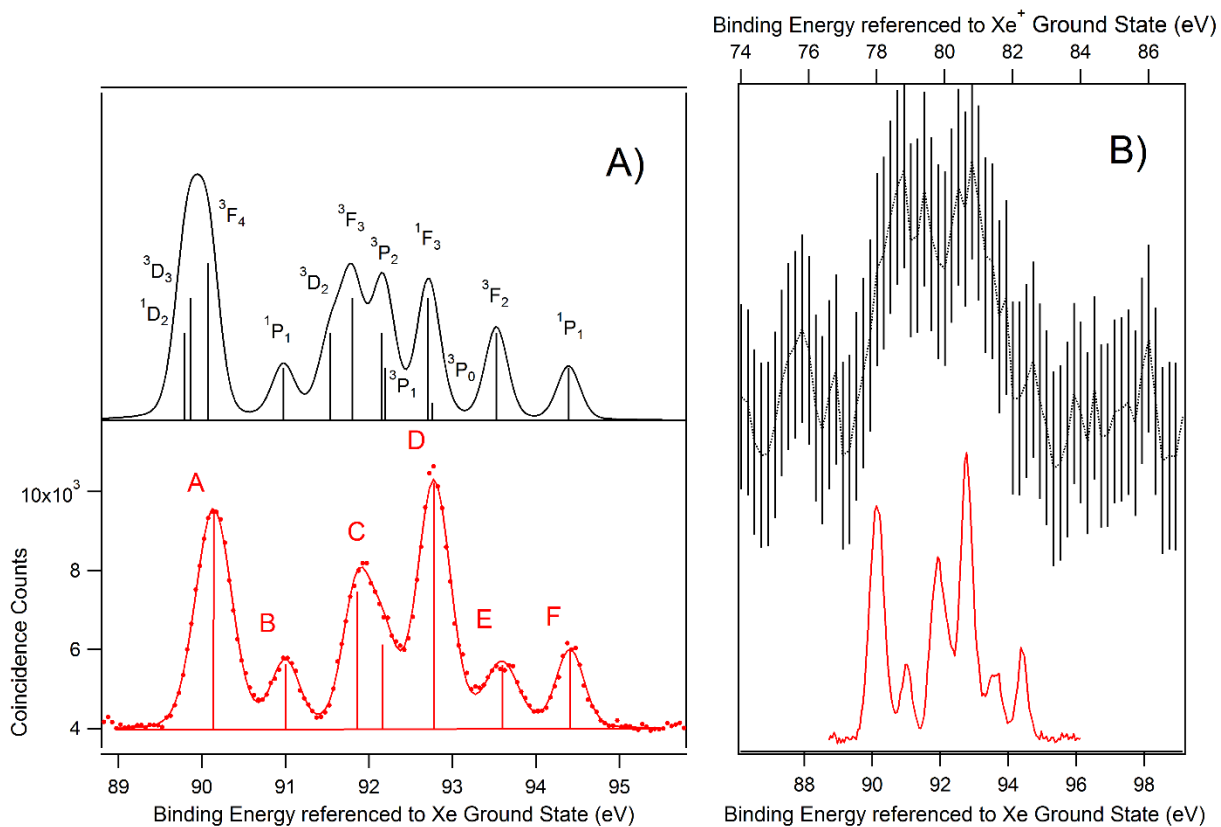 Binding Energy referenced to Xe⁺ Ground State (eV)
74 76 78 80 82 84 86
A)
B)
³F₄
³F₃
³P₂
¹F₃
³D₃
³D₂
³F₂
¹D₂
¹P₁
³P₁
³P₀
¹P₁
D
A
10x10³
C
B
E
F
8
6
4
Coincidence Counts
89 90 91 92 93 94 95
Binding Energy referenced to Xe Ground State (eV)
88 90 92 94 96 98
Binding Energy referenced to Xe Ground State (eV)